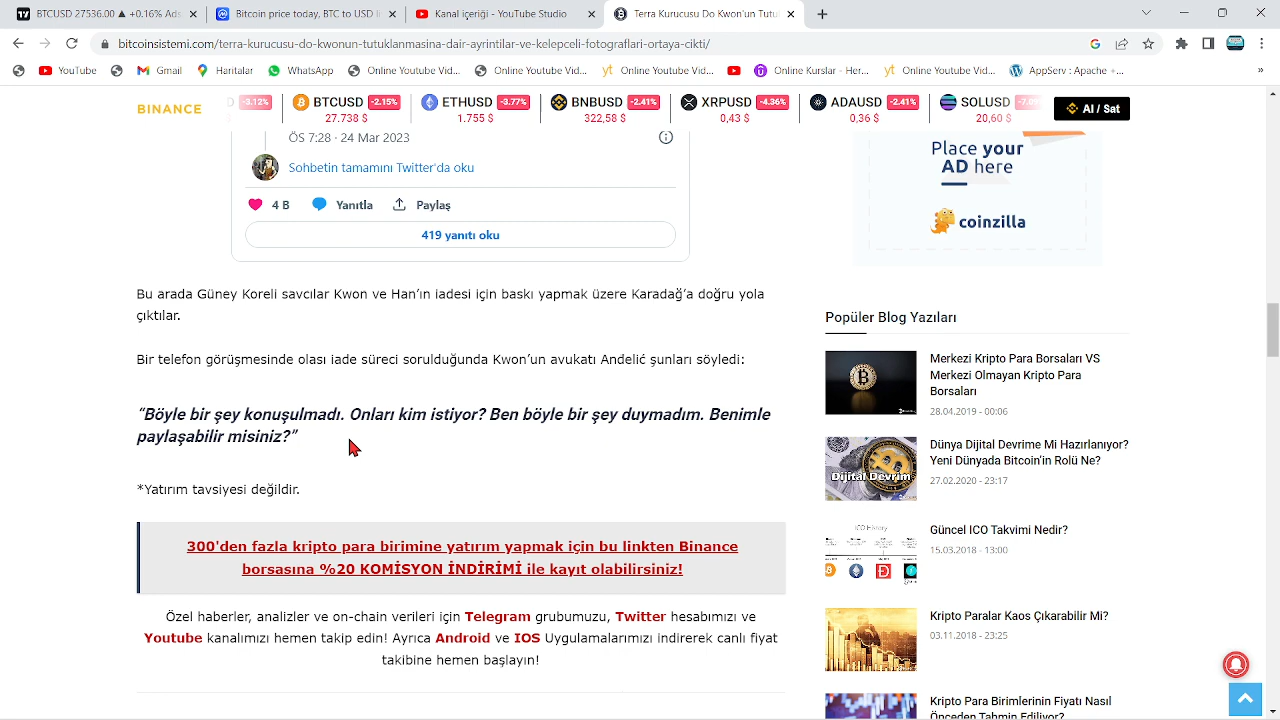 BTCUSD 27536.00 ▲ +0.16% Ades
BTCUSD için Akıllı
Kanal içeriği - YouTube Studio
Terra Kurucusu Do Kwon'un Tutu
bitcoinsistemi.com/terra-kurucusu-do-kwonun-tutuklanmasina-dair-ayrintilar-ve-kelepceli-fotograflari-ortaya-cikti/
YouTube
Gmail
Haritalar
WhatsApp
Online Youtube Vid...
Online Youtube Vide...
Online Youtube Vid...
Online Kurslar - Her...
Online Youtube Vid...
AppServ : Apache +...
»
BINANCE
D -3.12%
BTCUSD -2.15%
27.738 $
ETHUSD -3.77%
1.755 $
BNBUSD -2.41%
322,58 $
XRPUSD -4.36%
0,43 $
ADAUSD -2.41%
0,36 $
SOLUSD
20,60 $
Al / Sat
ÖS 7:28 · 24 Mar 2023
Sohbetin tamamını Twitter'da oku
4 B Yanıtla Paylaş
419 yanıtı oku
Bu arada Güney Koreli savcılar Kwon ve Han'ın iadesi için baskı yapmak üzere Karadağ'a doğru yola
çıktılar.
Bir telefon görüşmesinde olası iade süreci sorulduğunda Kwon'un avukatı Andelić şunları söyledi:
"Böyle bir şey konuşulmadı. Onları kim istiyor? Ben böyle bir şey duymadım. Benimle
paylaşabilir misiniz?"
*Yatırım tavsiyesi değildir.
300'den fazla kripto para birimine yatırım yapmak için bu linkten Binance
borsasına %20 KOMİSYON İNDİRİMİ ile kayıt olabilirsiniz!
Özel haberler, analizler ve on-chain verileri için Telegram grubumuzu, Twitter hesabımızı ve
Youtube kanalımızı hemen takip edin! Ayrıca Android ve IOS Uygulamalarımızı indirerek canlı fiyat
takibine hemen başlayın!
Place your
AD here
coinzilla
Popüler Blog Yazıları
Merkezi Kripto Para Borsaları VS
Merkezi Olmayan Kripto Para
Borsaları
28.04.2019 - 00:06
Dijital Devrim
Dünya Dijital Devrime Mi Hazırlanıyor?
Yeni Dünyada Bitcoin'in Rolü Ne?
27.02.2020 - 23:17
Güncel ICO Takvimi Nedir?
15.03.2018 - 13:00
Kripto Paralar Kaos Çıkarabilir Mi?
03.11.2018 - 23:25
Kripto Para Birimlerinin Fiyatı Nasıl
Önceden Tahmin Ediliyor?